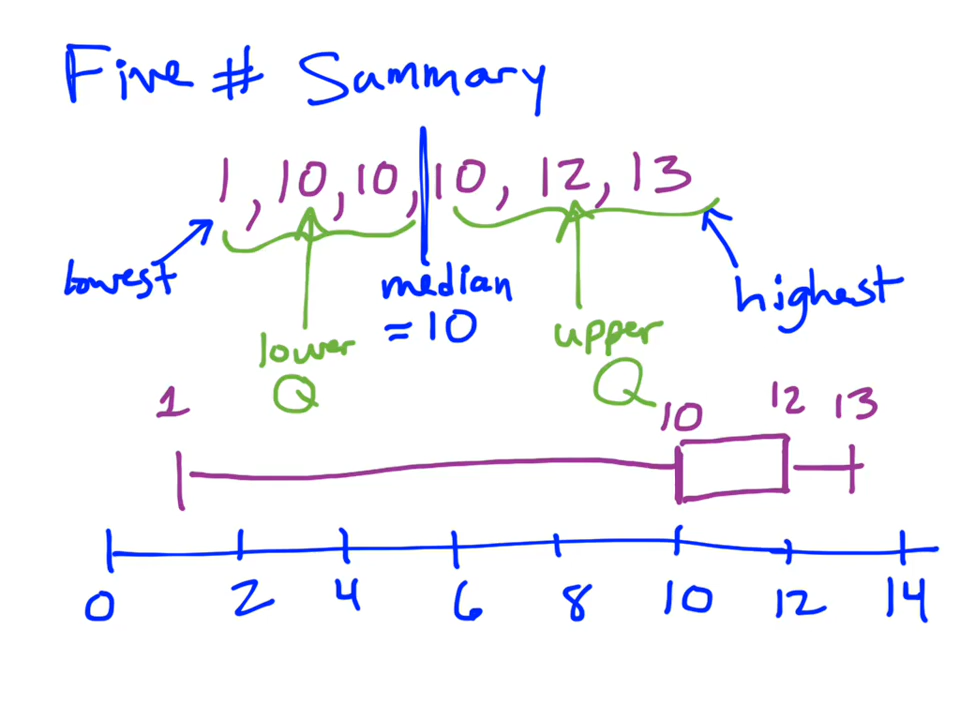 Five # Summary
1, 10, 10, 10, 12, 13
lowest
median
= 10
highest
lower
Q
upper
Q
1
10
12
13
0 2 4 6 8 10 12 14